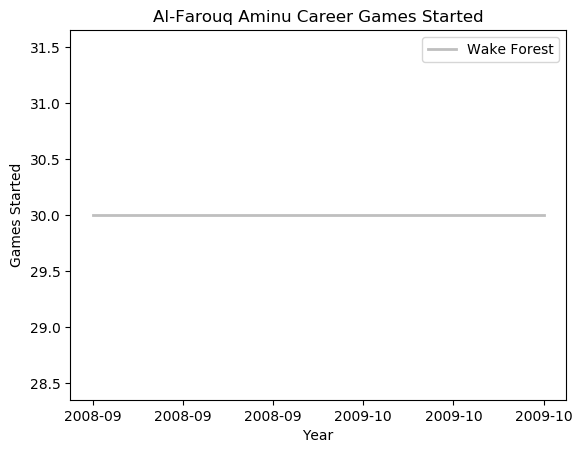 Al-Farouq Aminu Career Games Started
Wake Forest
31.5
31.0
30.5
30.0
29.5
29.0
28.5
Games Started
2008-09 2008-09 2008-09 2009-10 2009-10 2009-10
Year